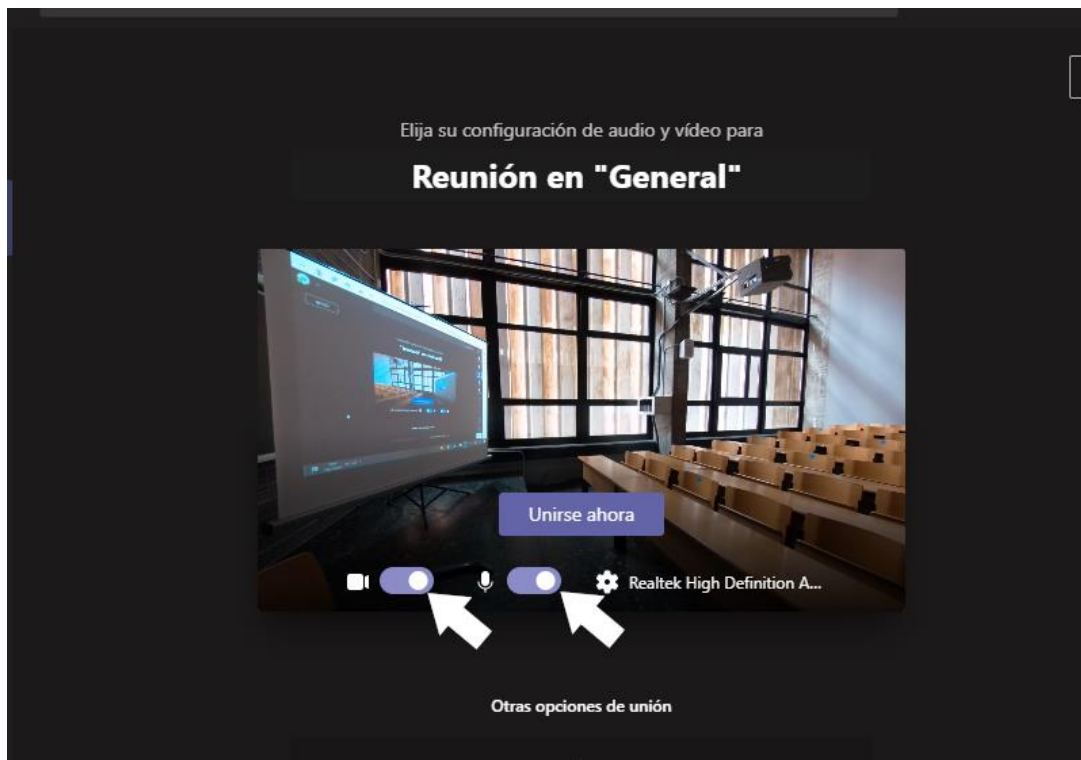 Elija su configuración de audio y vídeo para
Reunión en "General"
Unirse ahora
Realtek High Definition A...
Otras opciones de unión